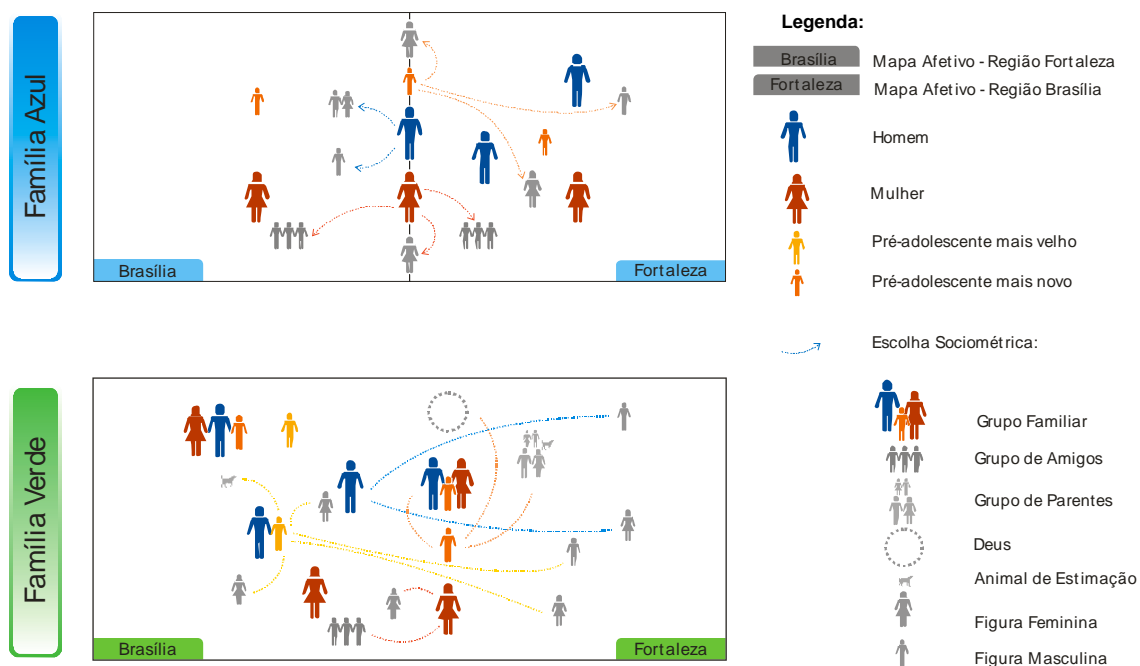 Família Azul
Brasília
Fortaleza
Família Verde
Brasília
Fortaleza
Legenda:
Brasília Mapa Afetivo - Região Fortaleza
Fortaleza Mapa Afetivo - Região Brasília
Homem
Mulher
Pré-adolescente mais velho
Pré-adolescente mais novo
Escolha Sociométrica:
Grupo Familiar
Grupo de Amigos
Grupo de Parentes
Deus
Animal de Estimação
Figura Feminina
Figura Masculina